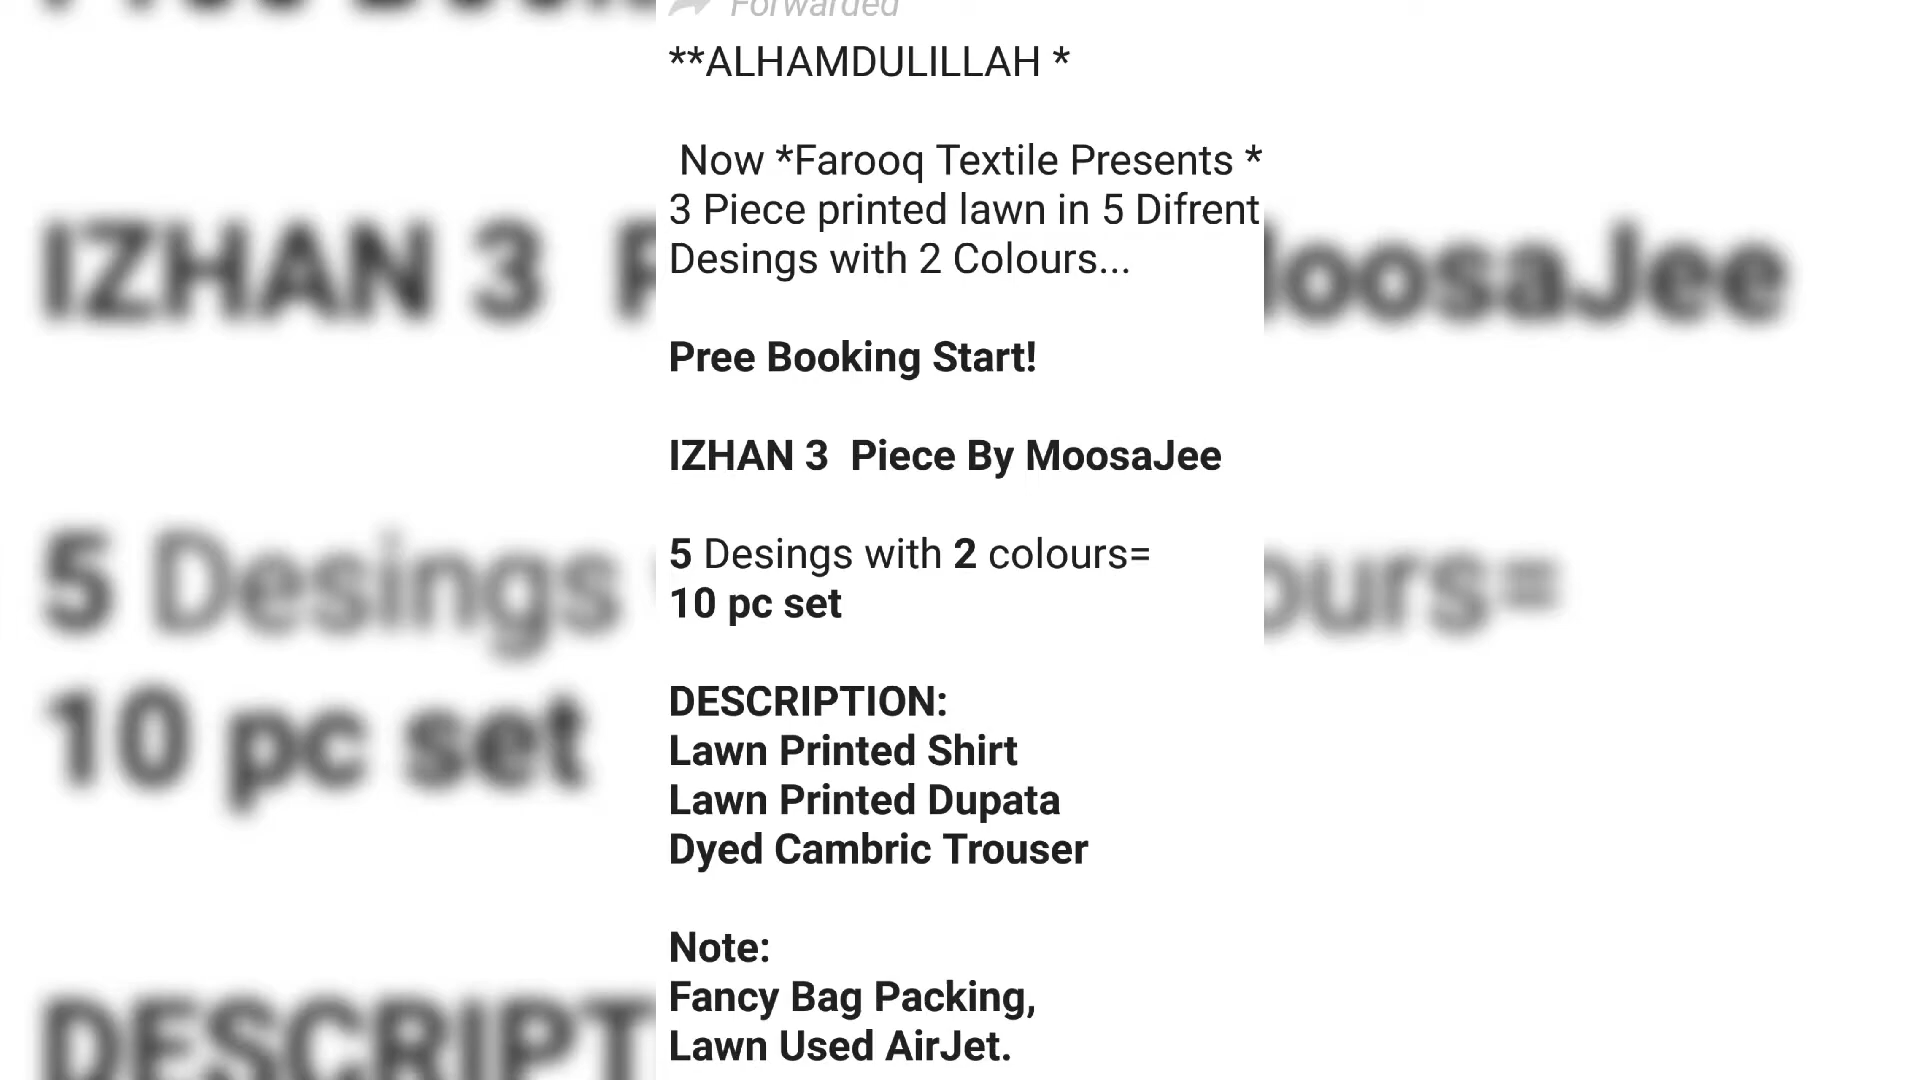 Forwarded
**ALHAMDULILLAH *
Now *Farooq Textile Presents *
3 Piece printed lawn in 5 Difrent
Desings with 2 Colours...
Pree Booking Start!
IZHAN 3  Piece By MoosaJee
5 Desings with 2 colours=
10 pc set
DESCRIPTION:
Lawn Printed Shirt
Lawn Printed Dupata
Dyed Cambric Trouser
Note:
Fancy Bag Packing,
Lawn Used AirJet.